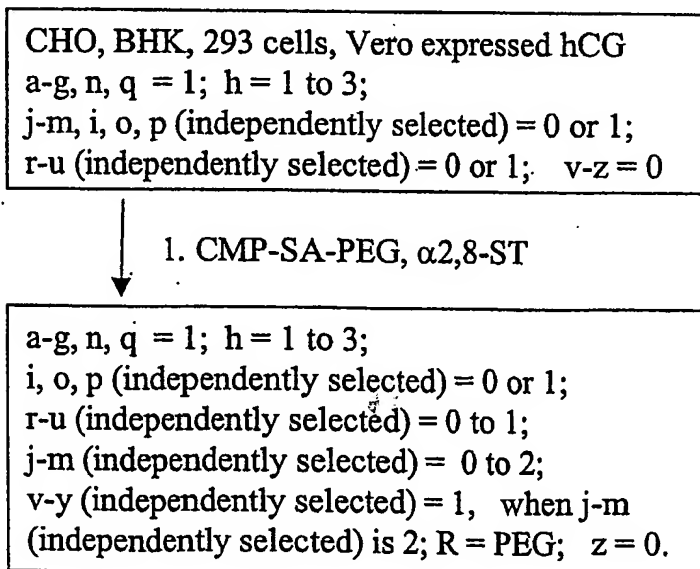 CHO, BHK, 293 cells, Vero expressed hCG
a-g, n, q = 1; h = 1 to 3;
j-m, i, o, p (independently selected) = 0 or 1;
r-u (independently selected) = 0 or 1; v-z = 0
1. CMP-SA-PEG, α2,8-ST
a-g, n, q = 1; h = 1 to 3;
i, o, p (independently selected) = 0 or 1;
r-u (independently selected) = 0 to 1;
j-m (independently selected) = 0 to 2;
v-y (independently selected) = 1, when j-m
(independently selected) is 2; R = PEG; z = 0.